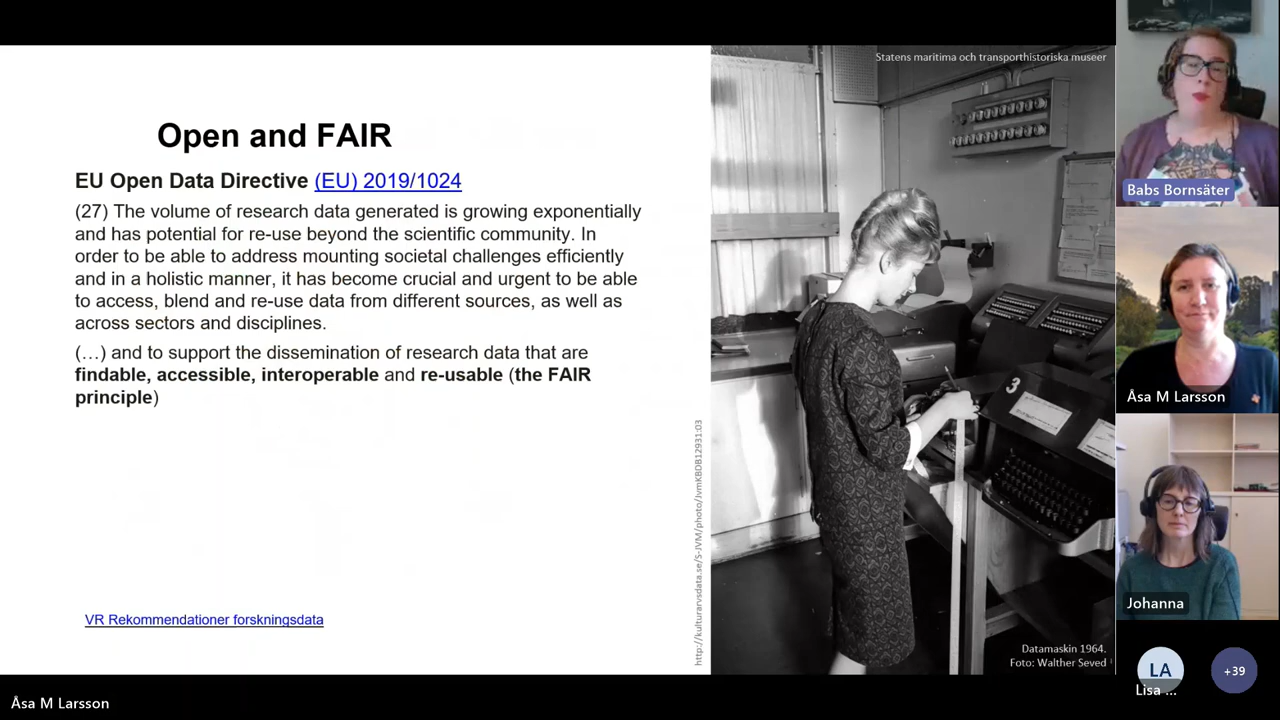 Open and FAIR
EU Open Data Directive (EU) 2019/1024
(27) The volume of research data generated is growing exponentially
and has potential for re-use beyond the scientific community. In
order to be able to address mounting societal challenges efficiently
and in a holistic manner, it has become crucial and urgent to be able
to access, blend and re-use data from different sources, as well as
across sectors and disciplines.
(…) and to support the dissemination of research data that are
findable, accessible, interoperable and re-usable (the FAIR
principle)
VR Rekommendationer forskningsdata
Statens maritima och transporthistoriska museer
3
http://kulturarvsdata.se/S-JVM/photo/JvmKBDB12931:03
Datamaskin 1964.
Foto: Walther Seved
Babs Bornsäter
Åsa M Larsson
Johanna
LA
Lisa ...
+39
Åsa M Larsson